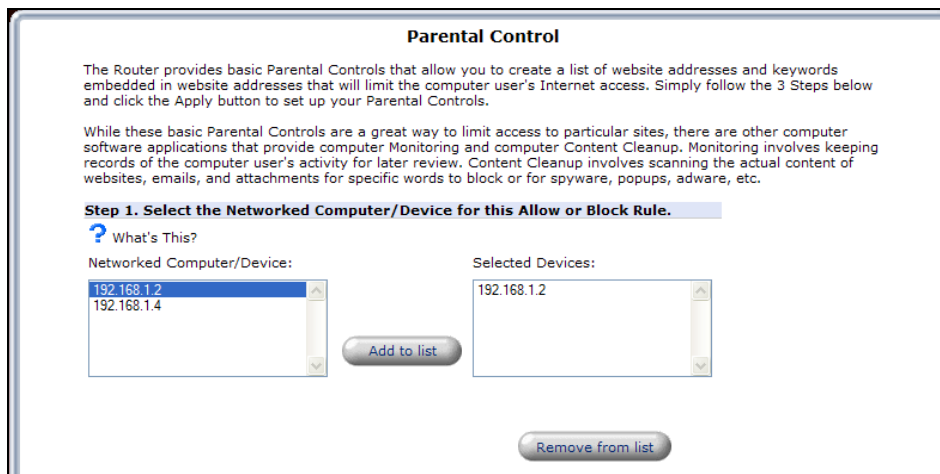 Parental Control
The Router provides basic Parental Controls that allow you to create a list of website addresses and keywords
embedded in website addresses that will limit the computer user's Internet access. Simply follow the 3 Steps below
and click the Apply button to set up your Parental Controls.
While these basic Parental Controls are a great way to limit access to particular sites, there are other computer
software applications that provide computer Monitoring and computer Content Cleanup. Monitoring involves keeping
records of the computer user's activity for later review. Content Cleanup involves scanning the actual content of
websites, emails, and attachments for specific words to block or for spyware, popups, adware, etc.
Step 1. Select the Networked Computer/Device for this Allow or Block Rule.
? What's This?
Networked Computer/Device:
192.168.1.2
192.168.1.4
Add to list
Selected Devices:
192.168.1.2
Remove from list